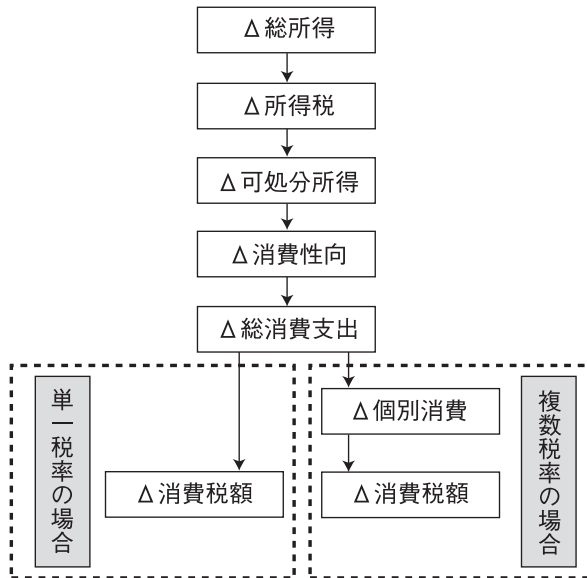 Δ総所得
Δ所得税
Δ可処分所得
Δ消費性向
Δ総消費支出
単一税率の場合
Δ消費税額
Δ個別消費
Δ消費税額
複数税率の場合